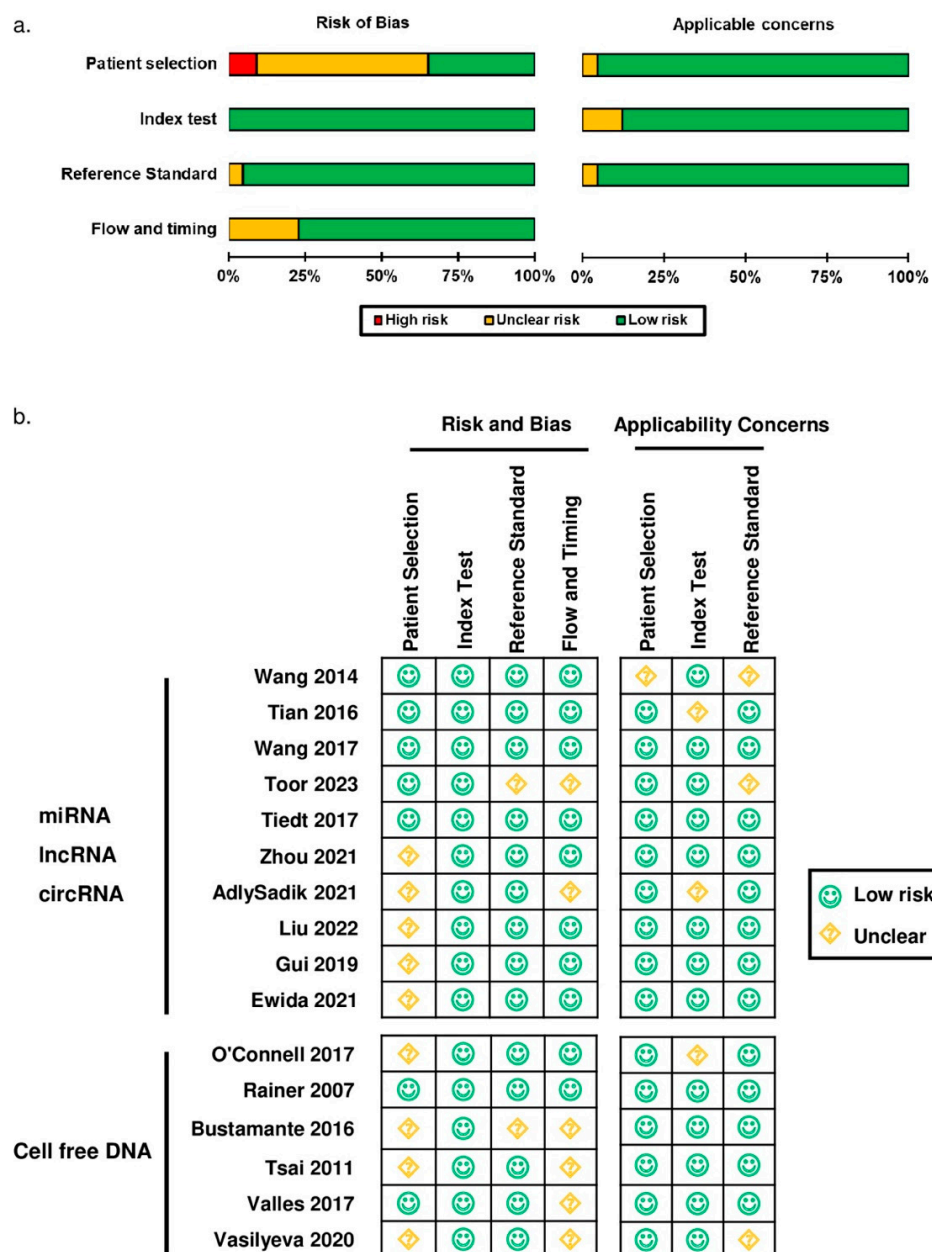 a.
Risk of Bias
Applicable concerns
Patient selection
Index test
Reference Standard
Flow and timing
0% 25% 50% 75% 100%
0% 25% 50% 75% 100%
High risk Unclear risk Low risk
b.
Risk and Bias
Applicability Concerns
Patient Selection
Index Test
Reference Standard
Flow and Timing
Patient Selection
Index Test
Reference Standard
miRNA
lncRNA
circRNA
Wang 2014
? ?
Tian 2016
?
Wang 2017
Toor 2023
? ? ?
Tiedt 2017
Zhou 2021
?
AdlySadik 2021
? ? ?
Liu 2022
?
Gui 2019
?
Ewida 2021
?
Low risk
? Unclear
Cell free DNA
O'Connell 2017
? ?
Rainer 2007
Bustamante 2016
? ? ?
Tsai 2011
? ?
Valles 2017
?
Vasilyeva 2020
? ? ?